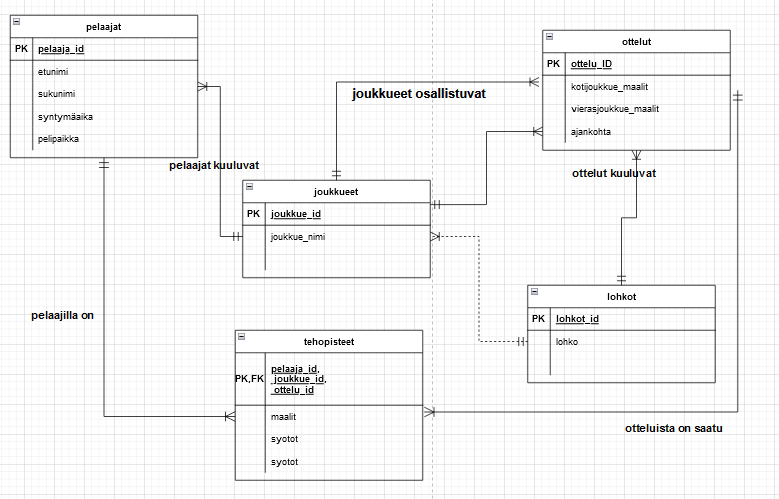 pelaajat
PK pelaaja_id
etunimi
sukunimi
syntymäaika
pelipaikka
ottelut
PK ottelu_ID
kotijoukkue_maalit
vierasjoukkue_maalit
ajankohta
joukkueet osallistuvat
pelaajat kuuluvat
ottelut kuuluvat
joukkueet
PK joukkue_id
joukkue_nimi
lohkot
PK lohkot_id
lohko
pelaajilla on
tehopisteet
PK,FK pelaaja_id,
joukkue_id,
ottelu_id
maalit
syotot
syotot
otteluista on saatu